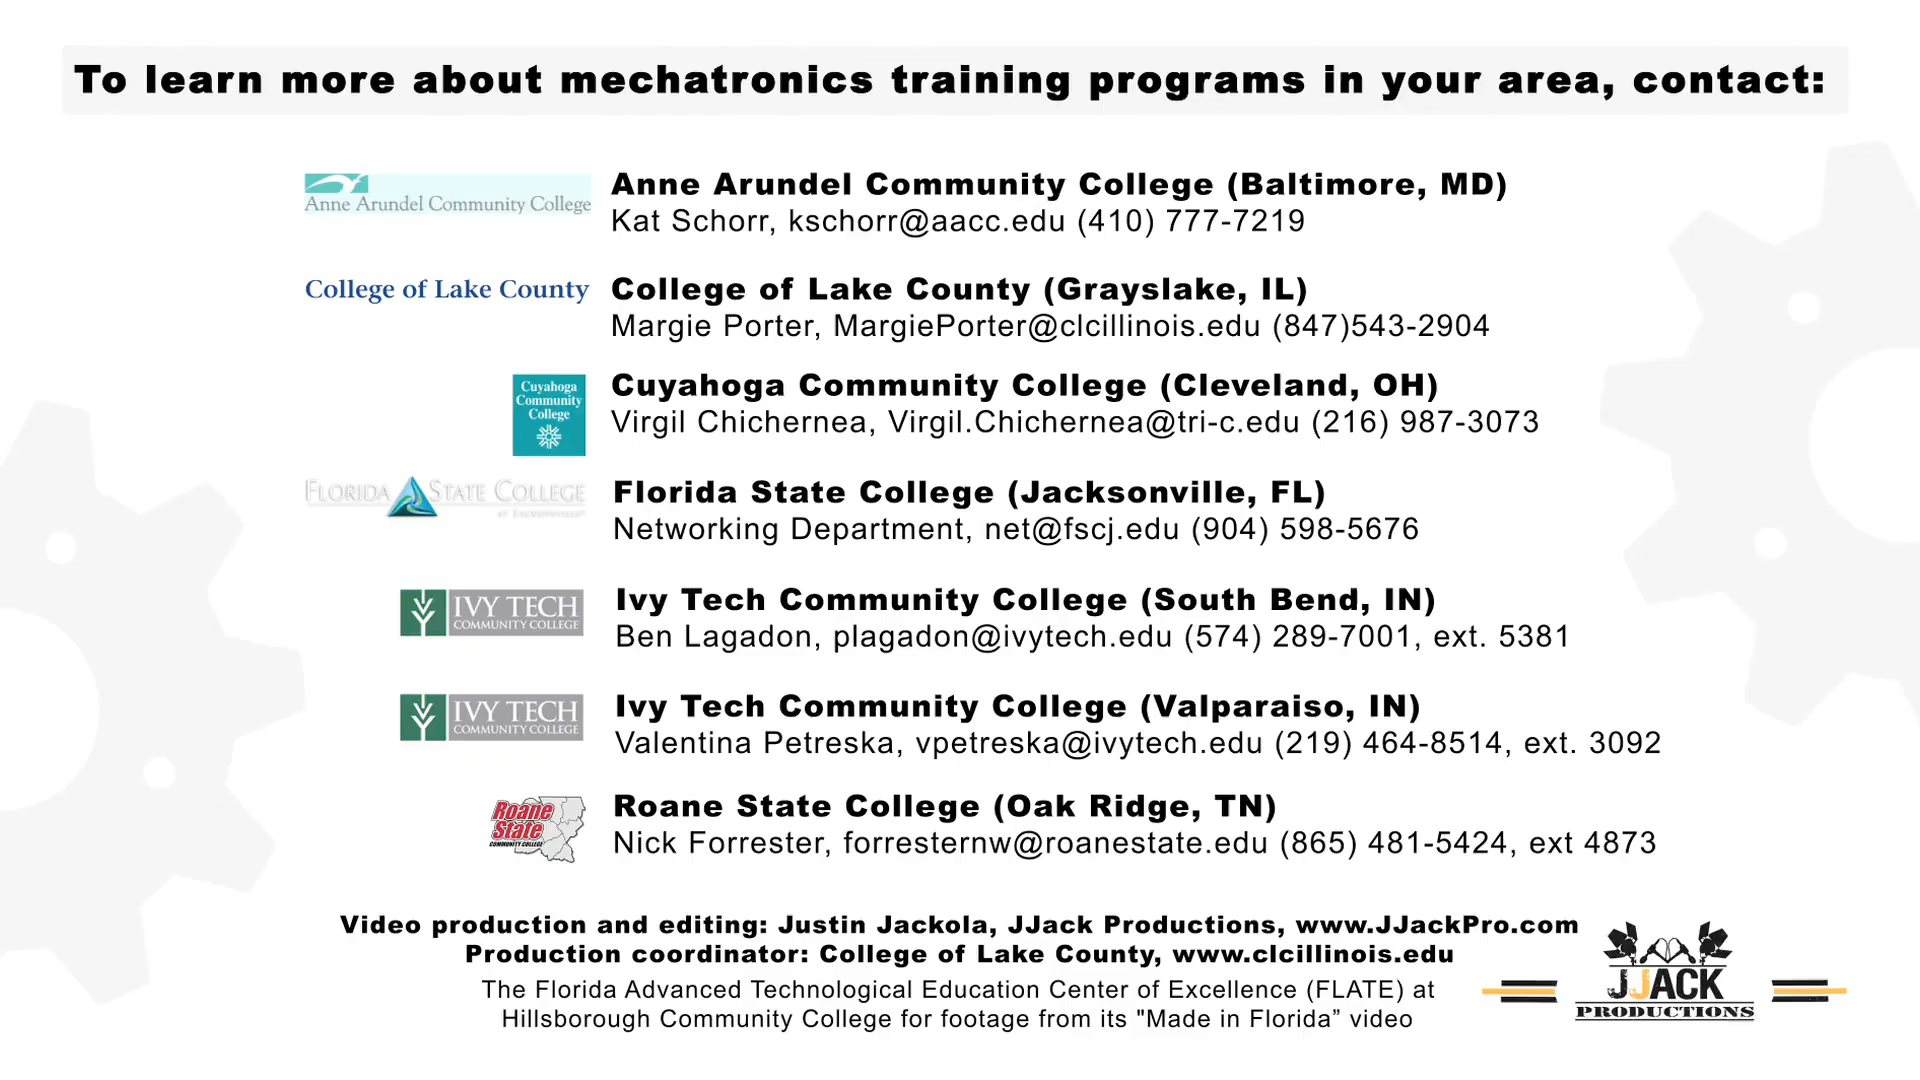 To learn more about mechatronics training programs in your area, contact:
Anne Arundel Community College
Anne Arundel Community College (Baltimore, MD)
Kat Schorr, kschorr@aacc.edu (410) 777-7219
College of Lake County
College of Lake County (Grayslake, IL)
Margie Porter, MargiePorter@clcillinois.edu (847)543-2904
Cuyahoga
Community
College
Cuyahoga Community College (Cleveland, OH)
Virgil Chichernea, Virgil.Chichernea@tri-c.edu (216) 987-3073
FLORIDA STATE COLLEGE
AT JACKSONVILLE
Florida State College (Jacksonville, FL)
Networking Department, net@fscj.edu (904) 598-5676
IVY TECH
COMMUNITY COLLEGE
Ivy Tech Community College (South Bend, IN)
Ben Lagadon, plagadon@ivytech.edu (574) 289-7001, ext. 5381
IVY TECH
COMMUNITY COLLEGE
Ivy Tech Community College (Valparaiso, IN)
Valentina Petreska, vpetreska@ivytech.edu (219) 464-8514, ext. 3092
Roane
State
COMMUNITY COLLEGE
Roane State College (Oak Ridge, TN)
Nick Forrester, forresternw@roanestate.edu (865) 481-5424, ext 4873
Video production and editing: Justin Jackola, JJack Productions, www.JJackPro.com
Production coordinator: College of Lake County, www.clcillinois.edu
The Florida Advanced Technological Education Center of Excellence (FLATE) at
Hillsborough Community College for footage from its "Made in Florida” video
JJACK
PRODUCTIONS